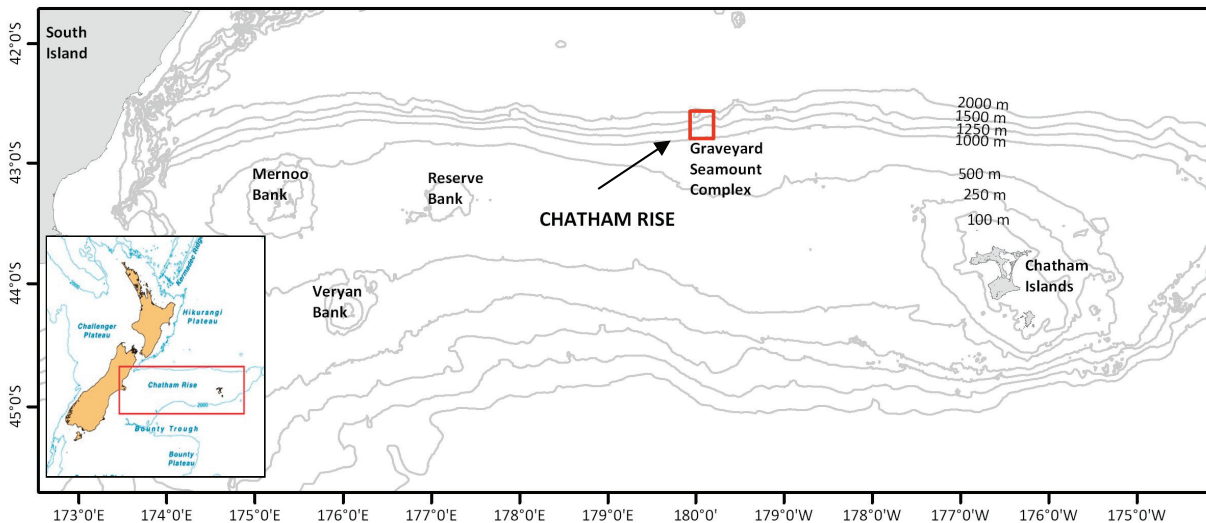 South
Island
42°0'S
43°0'S
44°0'S
45°0'S
2000 m
1500 m
1250 m
1000 m
500 m
250 m
100 m
Graveyard
Seamount
Complex
Mernoo
Bank
Reserve
Bank
CHATHAM RISE
Veryan
Bank
Chatham
Islands
Kermadec Ridge
Hikurangi
Plateau
Challenger
Plateau
Chatham Rise
2000
Bounty Trough
Bounty
Plateau
173°0'E
174°0'E
175°0'E
176°0'E
177°0'E
178°0'E
179°0'E
180°0'
179°0'W
178°0'W
177°0'W
176°0'W
175°0'W